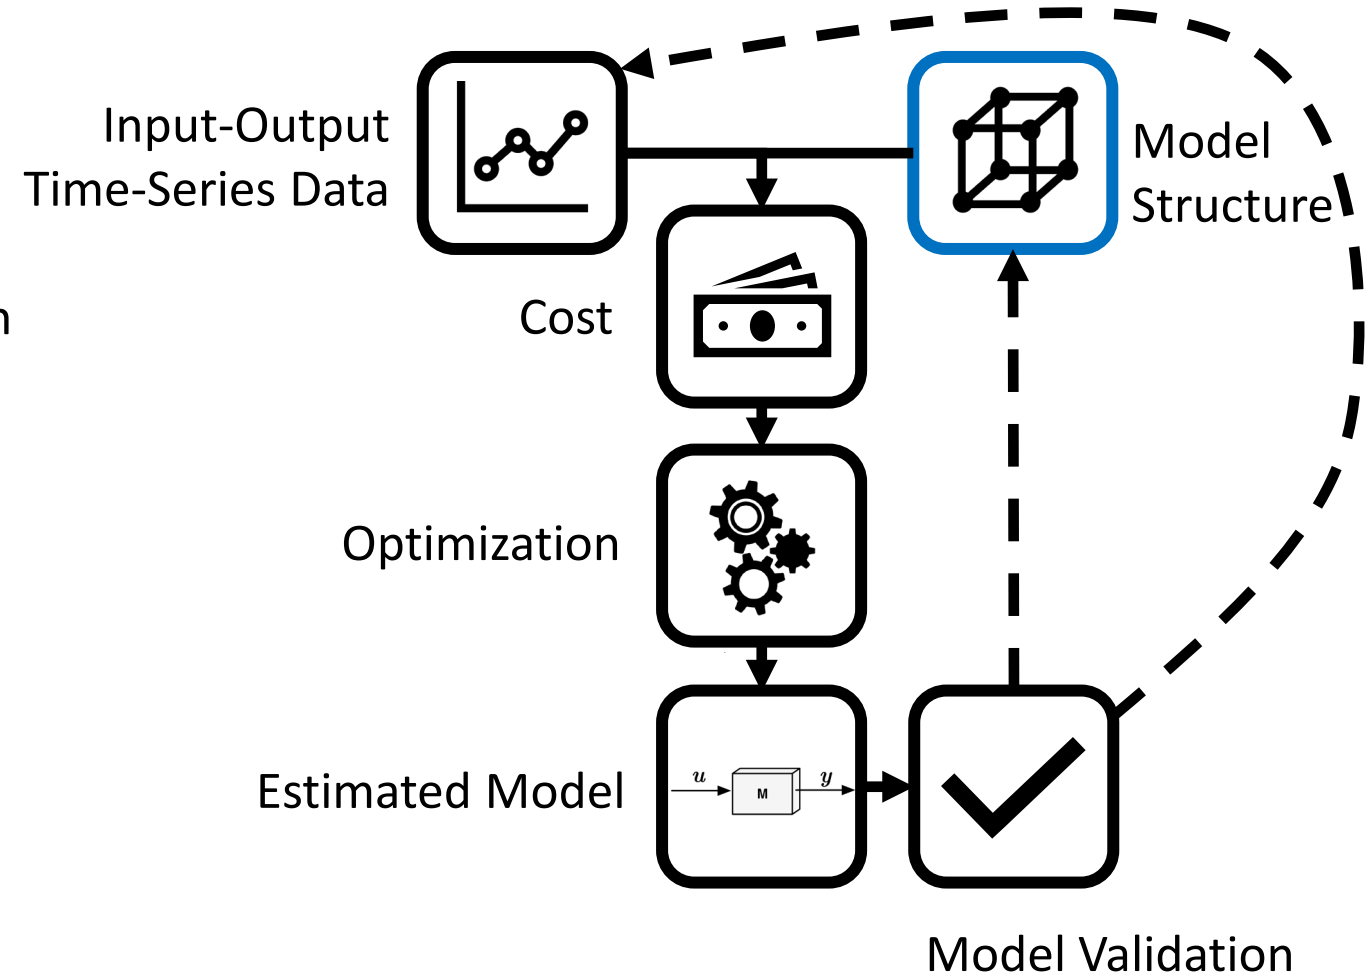 Input-Output
Time-Series Data
Model
Structure
n
Cost
Optimization
Estimated Model
u
M
y
Model Validation